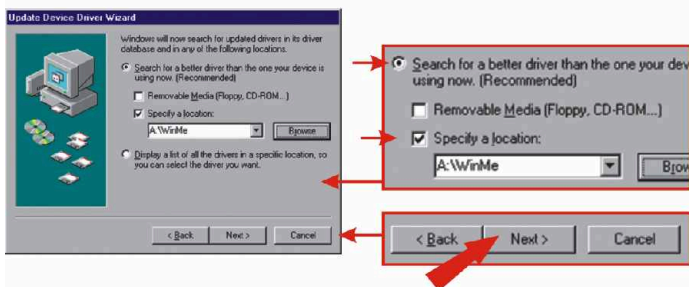 Update Device Driver Wizard
Windows will now search for updated drivers in its driver
database and in any of the following locations.
Search for a better driver than the one your device is
using now. (Recommended)
Removable Media (Floppy, CD-ROM...)
Specify a location:
A:\WinMe
Browse
Display a list of all the drivers in a specific location, so
you can select the driver you want.
< Back
Next >
Cancel
Search for a better driver than the one your dev
using now. (Recommended)
Removable Media (Floppy, CD-ROM...)
Specify a location:
A:\WinMe
Brow
< Back
Next >
Cancel